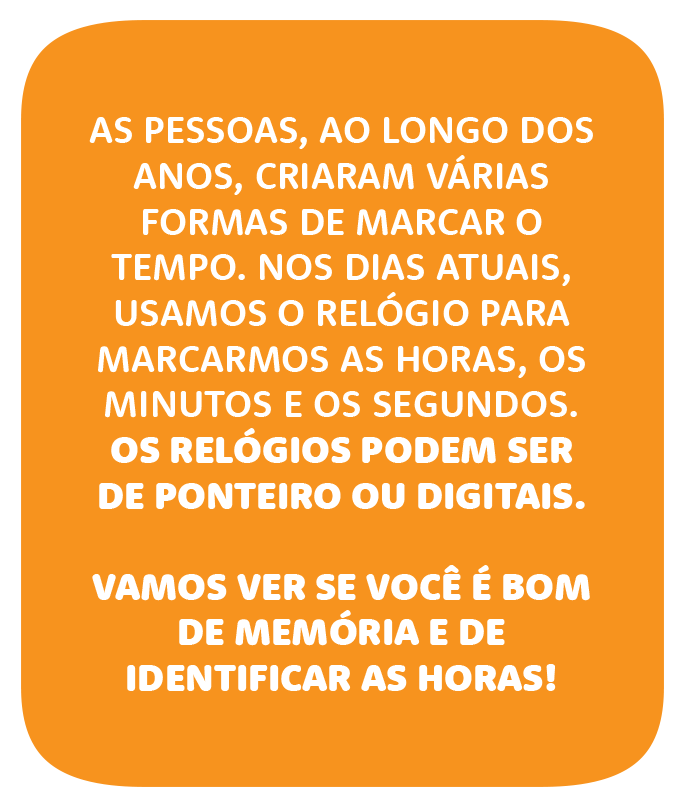 AS PESSOAS, AO LONGO DOS
ANOS, CRIARAM VÁRIAS
FORMAS DE MARCAR O
TEMPO. NOS DIAS ATUAIS,
USAMOS O RELÓGIO PARA
MARCARMOS AS HORAS, OS
MINUTOS E OS SEGUNDOS.
OS RELÓGIOS PODEM SER
DE PONTEIRO OU DIGITAIS.
VAMOS VER SE VOCÊ É BOM
DE MEMÓRIA E DE
IDENTIFICAR AS HORAS!